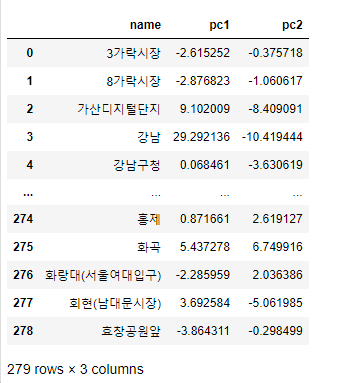 name pc1 pc2
0 3가락시장 -2.615252 -0.375718
1 8가락시장 -2.876823 -1.060617
2 가산디지털단지 9.102009 -8.409091
3 강남 29.292136 -10.419444
4 강남구청 0.068461 -3.630619
... ... ... ...
274 홍제 0.871661 2.619127
275 화곡 5.437278 6.749916
276 화랑대(서울여대입구) -2.285959 2.036386
277 회현(남대문시장) 3.692584 -5.061985
278 효창공원앞 -3.864311 -0.298499
279 rows × 3 columns